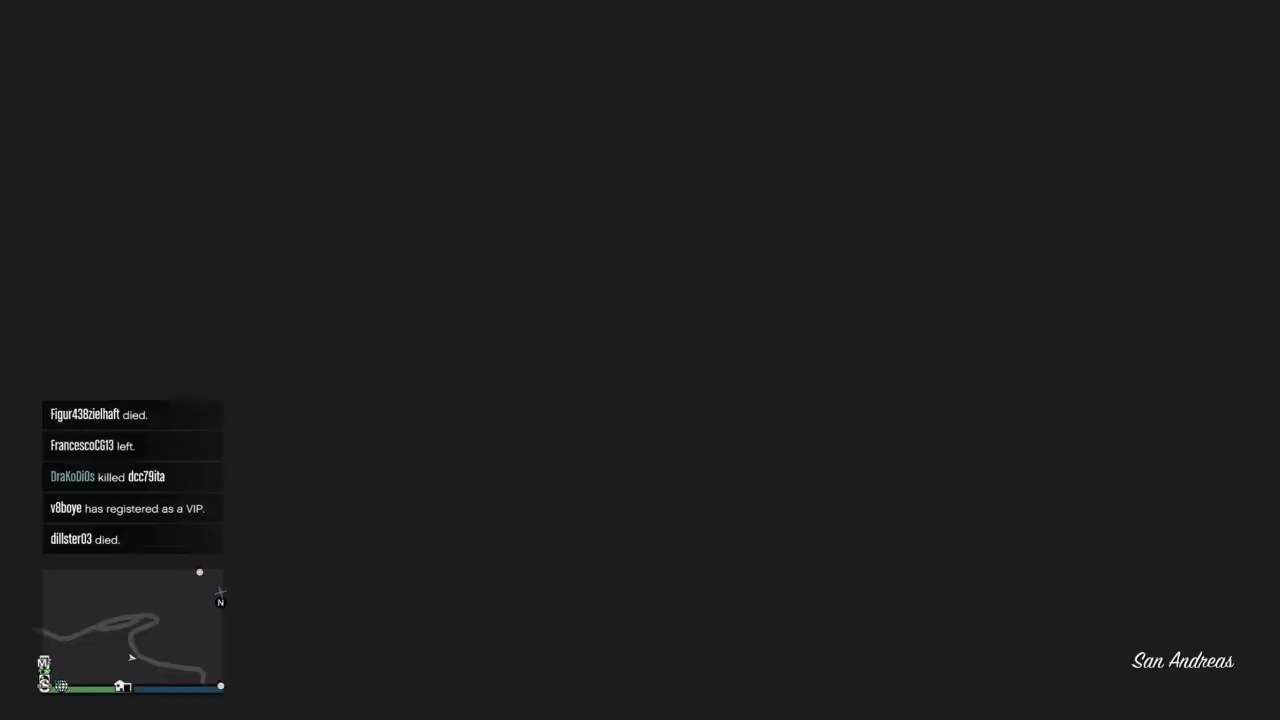 Figur438zielhaft died.
FrancescoCG13 left.
DraKoDi0s killed dcc79ita
v8boye has registered as a VIP.
dillster03 died.
N
M
S
San Andreas